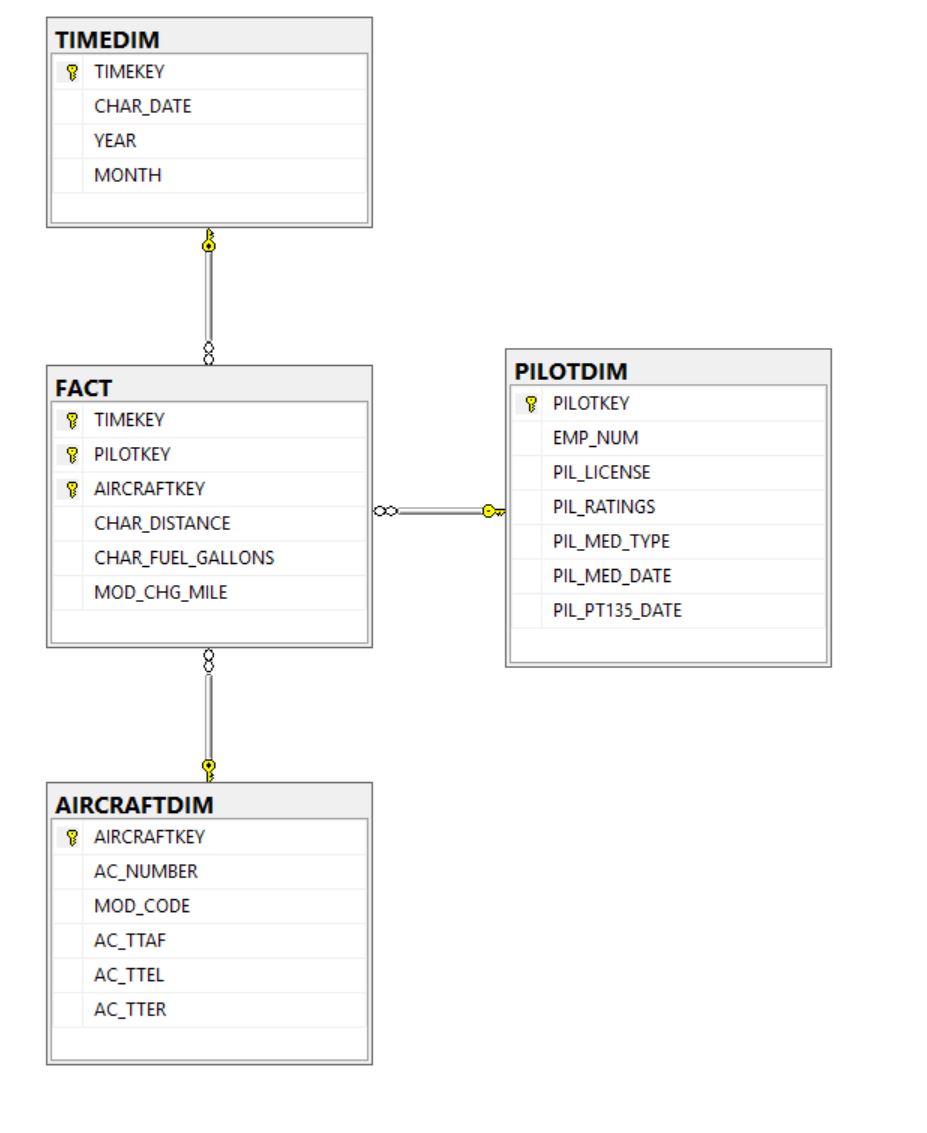 TIMEDIM
TIMEKEY
CHAR_DATE
YEAR
MONTH
FACT
TIMEKEY
PILOTKEY
AIRCRAFTKEY
CHAR_DISTANCE
CHAR_FUEL_GALLONS
MOD_CHG_MILE
PILOTDIM
PILOTKEY
EMP_NUM
PIL_LICENSE
PIL_RATINGS
PIL_MED_TYPE
PIL_MED_DATE
PIL_PT135_DATE
AIRCRAFTDIM
AIRCRAFTKEY
AC_NUMBER
MOD_CODE
AC_TTAF
AC_TTEL
AC_TTER